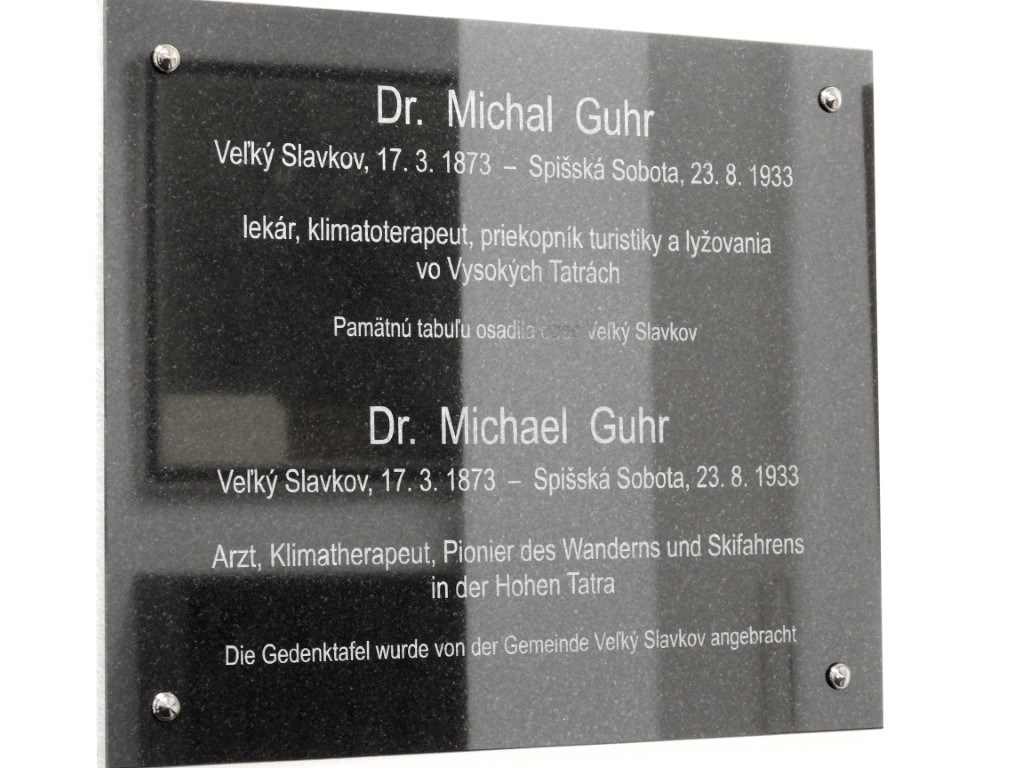 Dr. Michal Guhr
Veľký Slavkov, 17. 3. 1873 – Spišská Sobota, 23. 8. 1933
lekár, klimatoterapeut, priekopník turistiky a lyžovania
vo Vysokých Tatrách
Pamätnú tabuľu osadila obec Veľký Slavkov
Dr. Michael Guhr
Veľký Slavkov, 17. 3. 1873 – Spišská Sobota, 23. 8. 1933
Arzt, Klimatherapeut, Pionier des Wanderns und Skifahrens
in der Hohen Tatra
Die Gedenktafel wurde von der Gemeinde Veľký Slavkov angebracht